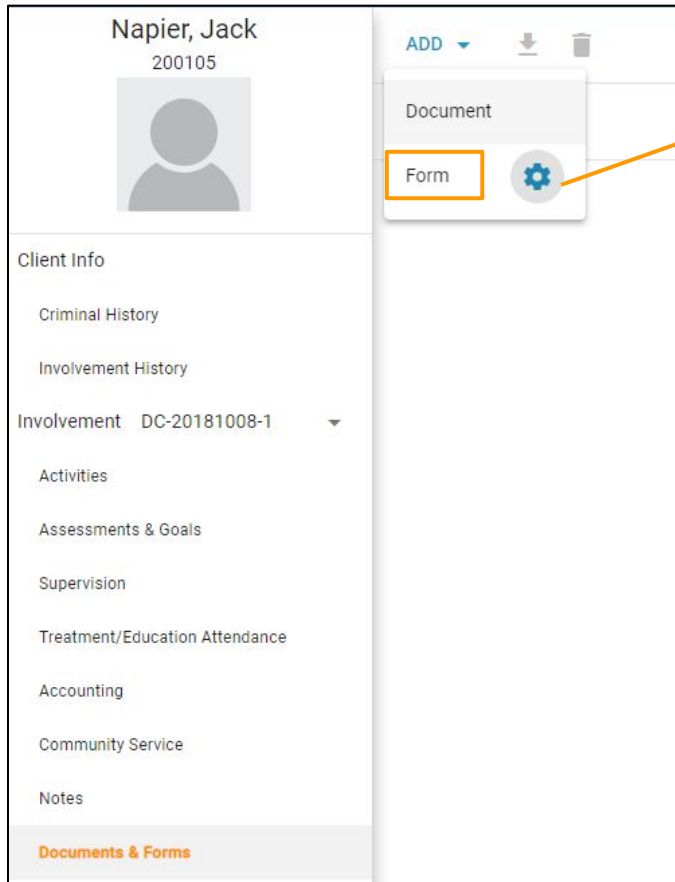 Napier, Jack
200105
ADD
Document
Form
Client Info
Criminal History
Involvement History
Involvement DC-20181008-1
Activities
Assessments & Goals
Supervision
Treatment/Education Attendance
Accounting
Community Service
Notes
Documents & Forms